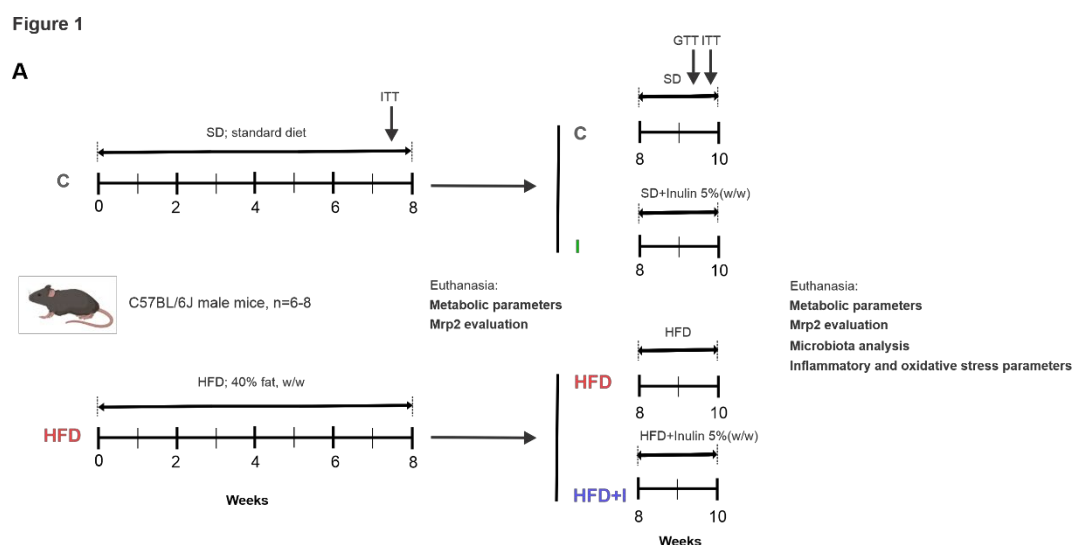 Figure 1
A
ITT
SD; standard diet
C
0 2 4 6 8
GTT ITT
SD
C
8 10
SD+Inulin 5%(w/w)
I
8 10
C57BL/6J male mice, n=6-8
Euthanasia:
Metabolic parameters
Mrp2 evaluation
Euthanasia:
Metabolic parameters
Mrp2 evaluation
Microbiota analysis
Inflammatory and oxidative stress parameters
HFD; 40% fat, w/w
HFD
0 2 4 6 8
Weeks
HFD
HFD
8 10
HFD+Inulin 5%(w/w)
HFD+I
8 10
Weeks